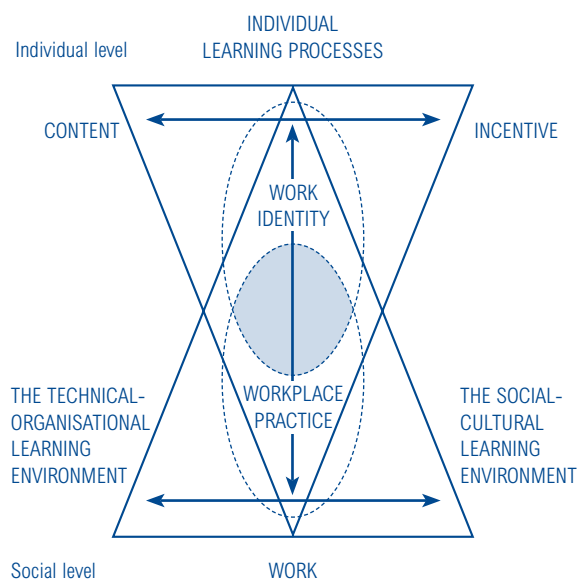 INDIVIDUAL
LEARNING PROCESSES
Individual level
CONTENT
INCENTIVE
WORK
IDENTITY
WORKPLACE
PRACTICE
THE TECHNICAL-
ORGANISATIONAL
LEARNING
ENVIRONMENT
THE SOCIAL-
CULTURAL
LEARNING
ENVIRONMENT
Social level
WORK